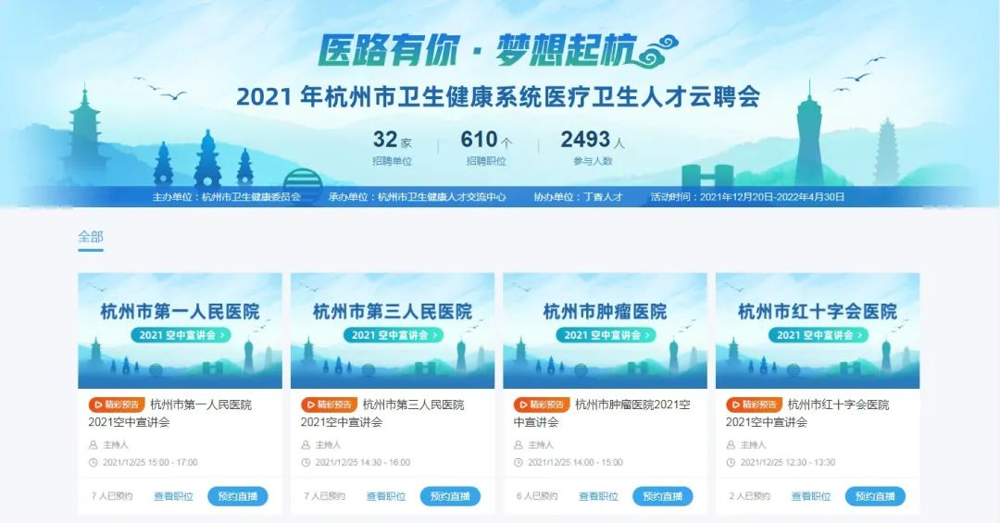 医路有你·梦想起杭
2021 年杭州市卫生健康系统医疗卫生人才云聘会
32 家 610 个 2493 人
招聘单位 招聘职位 参与人数
主办单位：杭州市卫生健康委员会 承办单位：杭州市卫生健康人才交流中心 协办单位：丁香人才 活动时间：2021年12月20日-2022年4月30日
全部
杭州市第一人民医院
2021 空中宣讲会 >
精彩预告 杭州市第一人民医院
2021空中宣讲会
主持人
2021/12/25 15:00 - 17:00
7 人已预约 查看职位 预约直播
杭州市第三人民医院
2021 空中宣讲会 >
精彩预告 杭州市第三人民医院
2021空中宣讲会
主持人
2021/12/25 14:30 - 16:00
7 人已预约 查看职位 预约直播
杭州市肿瘤医院
2021 空中宣讲会 >
精彩预告 杭州市肿瘤医院2021空
中宣讲会
主持人
2021/12/25 14:00 - 15:00
6 人已预约 查看职位 预约直播
杭州市红十字会医院
2021 空中宣讲会 >
精彩预告 杭州市红十字会医院
2021空中宣讲会
主持人
2021/12/25 12:30 - 13:30
2 人已预约 查看职位 预约直播